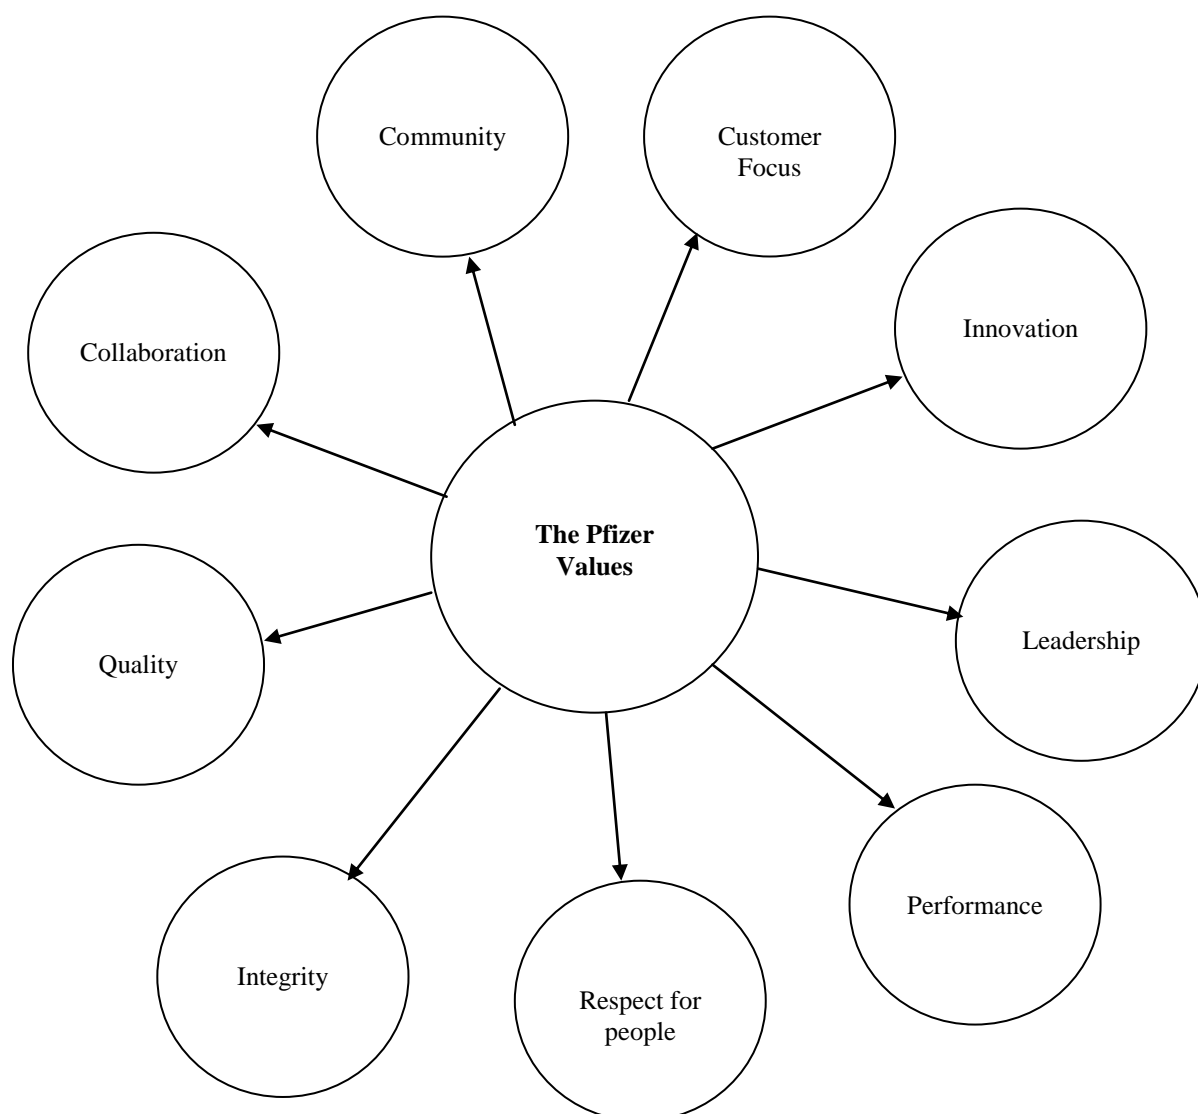 Community
Customer
Focus
Innovation
Collaboration
The Pfizer
Values
Leadership
Quality
Performance
Integrity
Respect for
people